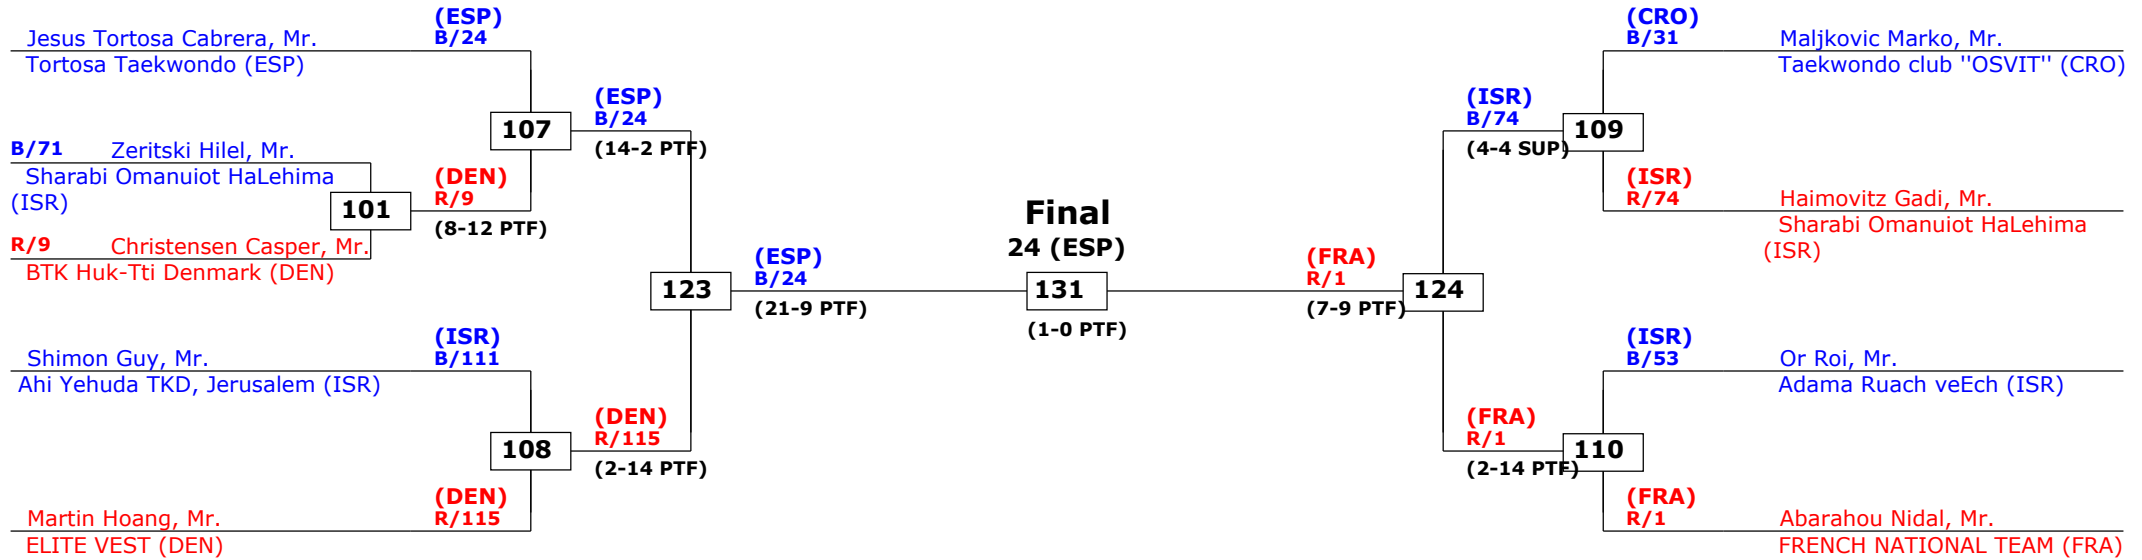 (ESP)
B/24
Jesus Tortosa Cabrera, Mr.
Tortosa Taekwondo (ESP)
107
(ESP)
B/24
(14-2 PTF)
B/71 Zeritski Hilel, Mr.
Sharabi Omanuiot HaLehima
(ISR)
101
(DEN)
R/9
(8-12 PTF)
R/9 Christensen Casper, Mr.
BTK Huk-Tti Denmark (DEN)
123
(ESP)
B/24
(21-9 PTF)
(ISR)
B/111
Shimon Guy, Mr.
Ahi Yehuda TKD, Jerusalem (ISR)
108
(DEN)
R/115
(2-14 PTF)
(DEN)
R/115
Martin Hoang, Mr.
ELITE VEST (DEN)
Final
24 (ESP)
131
(1-0 PTF)
(CRO)
B/31
Maljkovic Marko, Mr.
Taekwondo club "OSVIT" (CRO)
(ISR)
B/74
109
(4-4 SUP)
(ISR)
R/74
Haimovitz Gadi, Mr.
Sharabi Omanuiot HaLehima
(ISR)
(FRA)
R/1
124
(7-9 PTF)
(ISR)
B/53
Or Roi, Mr.
Adama Ruach veEch (ISR)
(FRA)
R/1
110
(2-14 PTF)
(FRA)
R/1
Abarahou Nidal, Mr.
FRENCH NATIONAL TEAM (FRA)